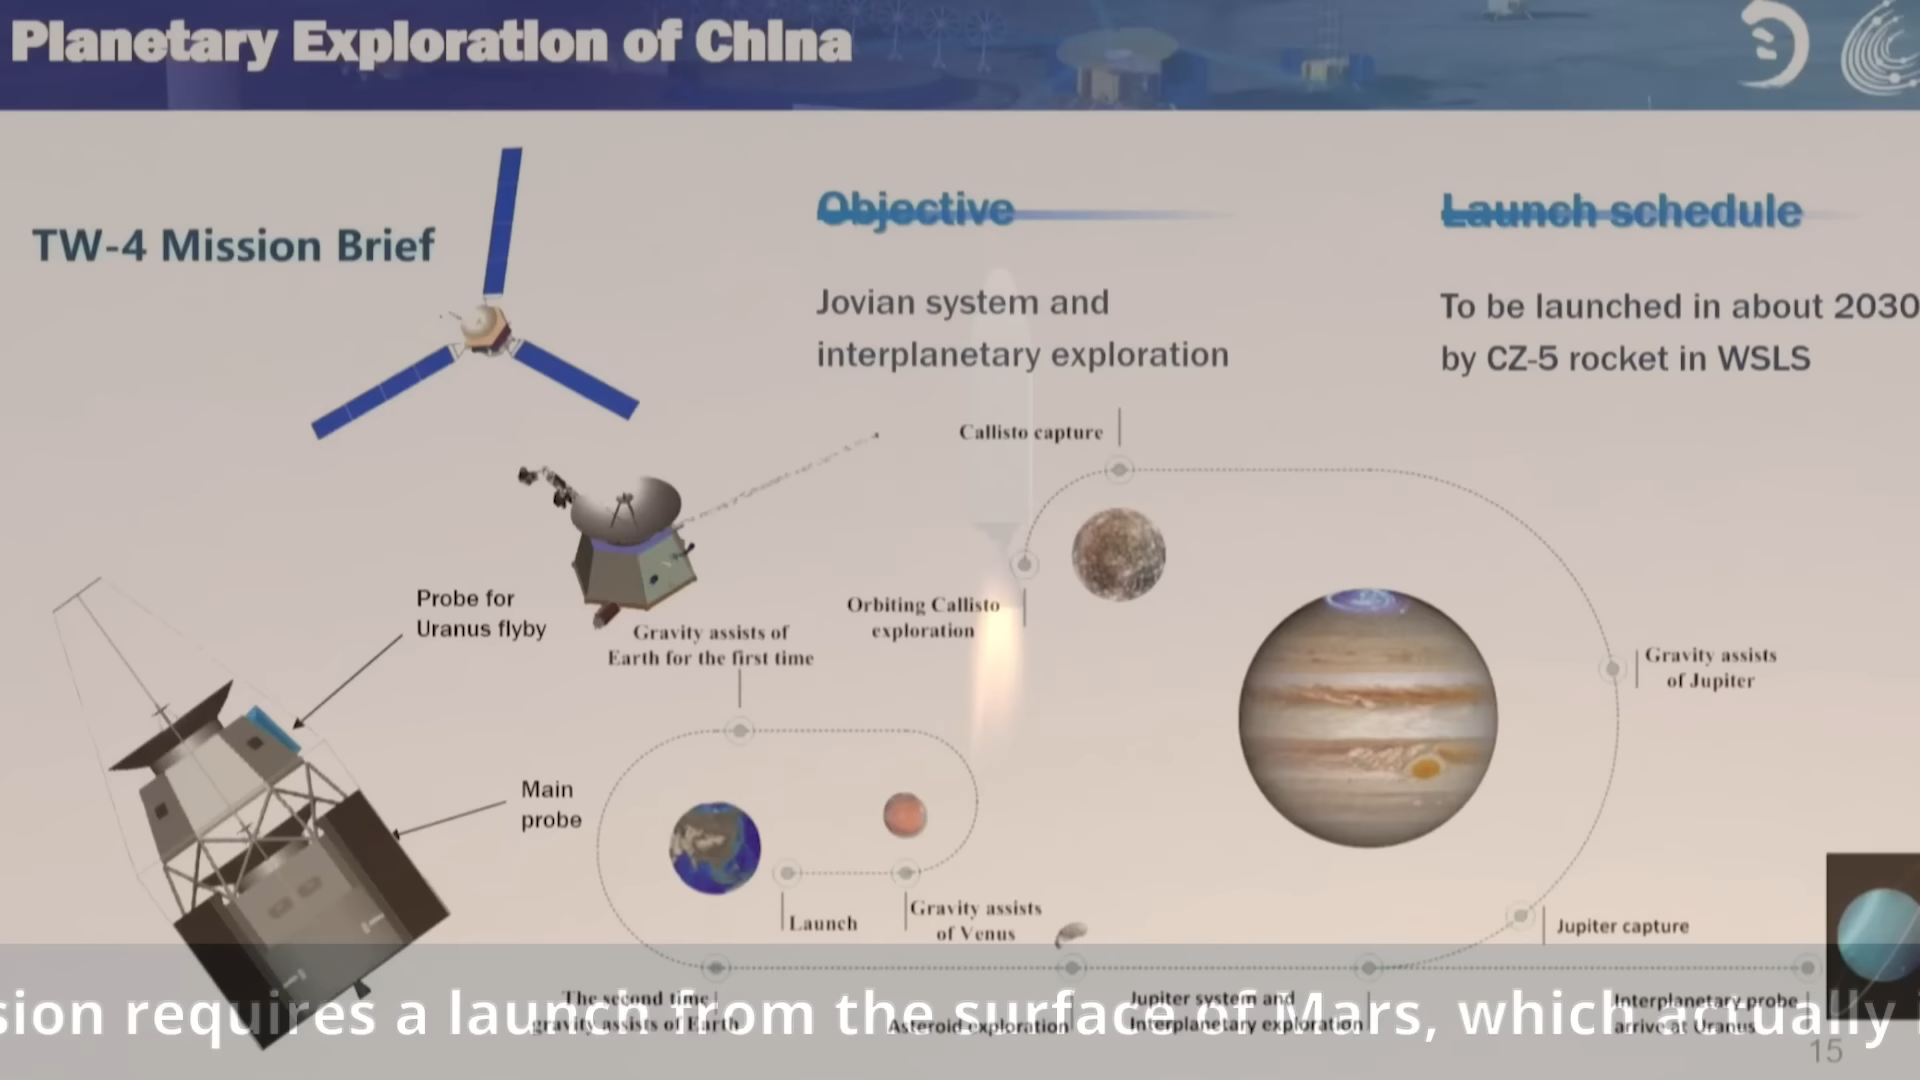 Planetary Exploration of China
TW-4 Mission Brief
Objective
Jovian system and
interplanetary exploration
Launch schedule
To be launched in about 2030
by CZ-5 rocket in WSLS
Callisto capture
Orbiting Callisto
exploration
Probe for
Uranus flyby
Gravity assists of
Earth for the first time
Gravity assists
of Jupiter
Main
probe
Launch
Gravity assists
of Venus
Jupiter capture
The second time
gravity assists of Earth
Asteroid exploration
Jupiter system and
Interplanetary exploration
Interplanetary probe
arrive at Uranus
sion requires a launch from the surface of Mars, which actually
15